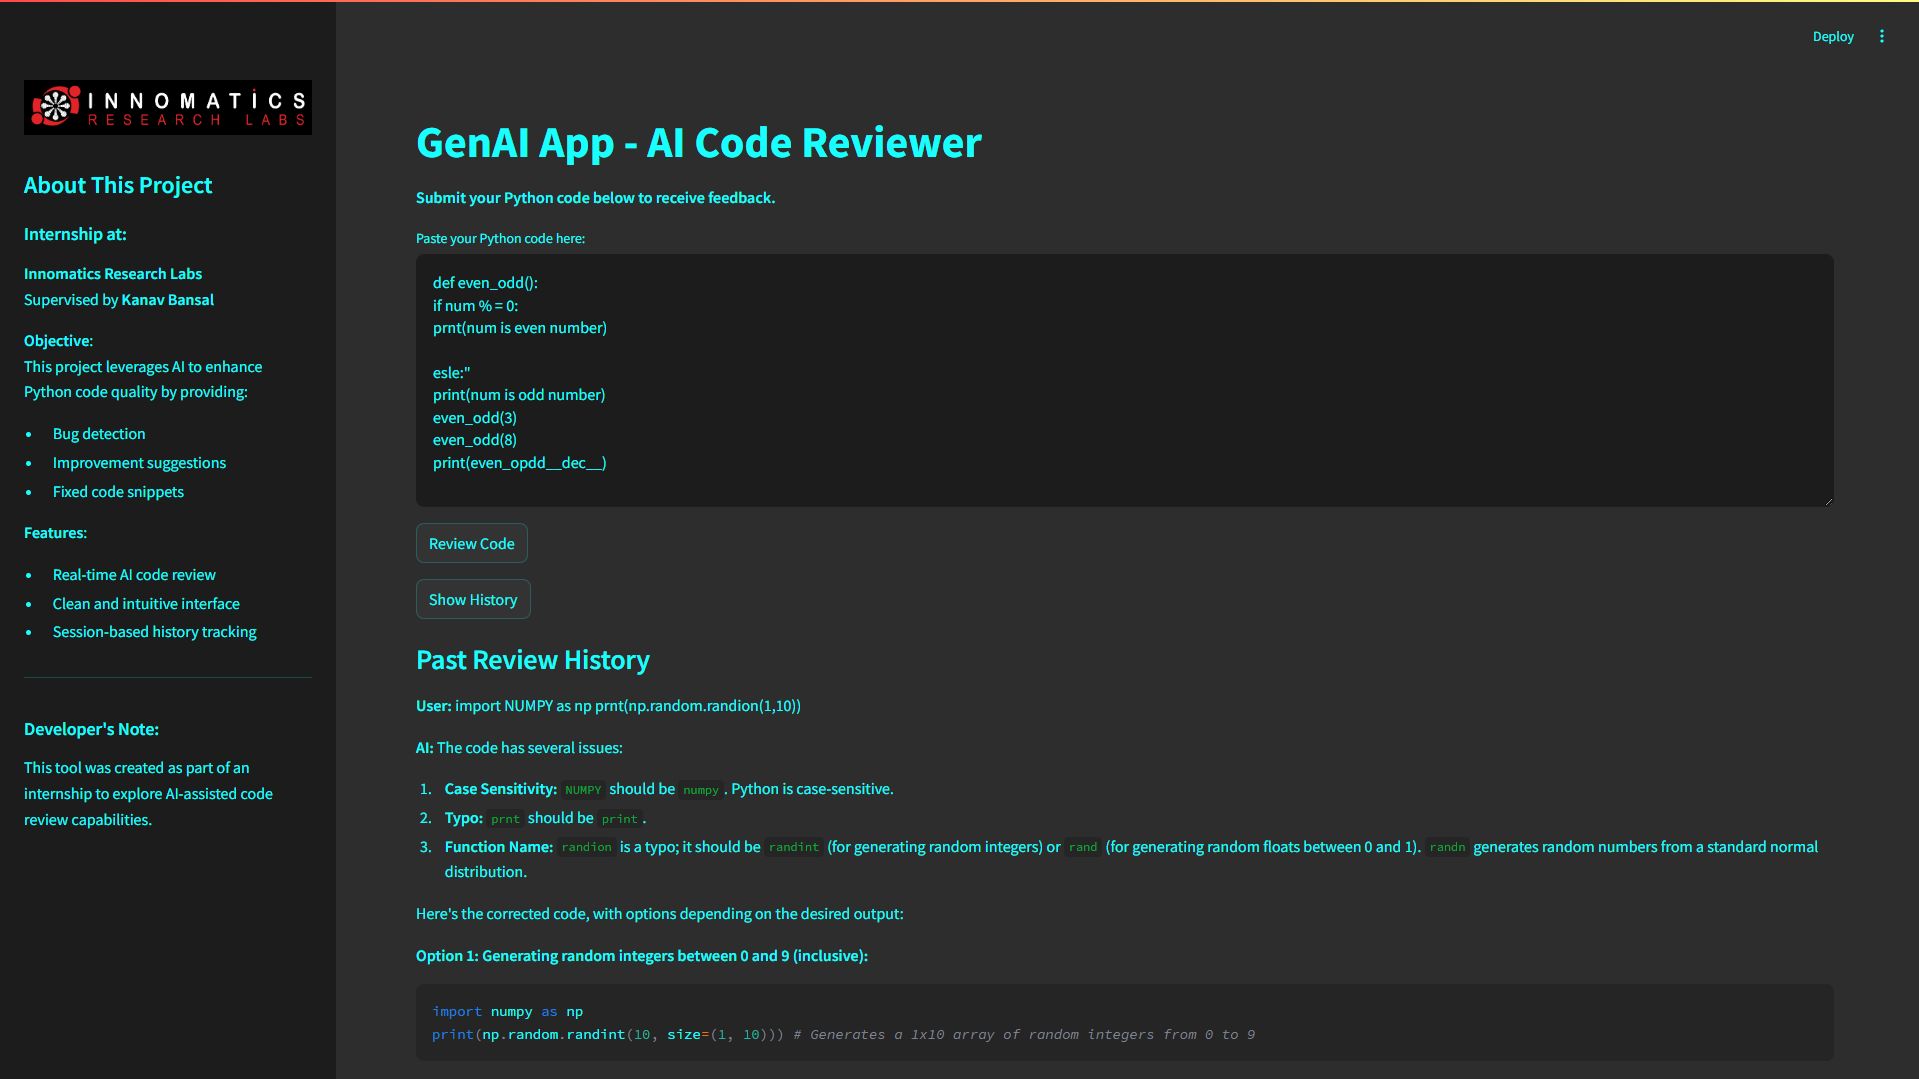 Deploy
INNOMATICS
RESEARCH LABS
About This Project
Internship at:
Innomatics Research Labs
Supervised by Kanav Bansal
Objective:
This project leverages AI to enhance
Python code quality by providing:
• Bug detection
• Improvement suggestions
• Fixed code snippets
Features:
• Real-time AI code review
• Clean and intuitive interface
• Session-based history tracking
Developer's Note:
This tool was created as part of an
internship to explore AI-assisted code
review capabilities.
GenAI App - AI Code Reviewer
Submit your Python code below to receive feedback.
Paste your Python code here:
def even_odd():
if num % = 0:
prnt(num is even number)
esle:"
print(num is odd number)
even_odd(3)
even_odd(8)
print(even_opdd__dec__)
Review Code
Show History
Past Review History
User: import NUMPY as np prnt(np.random.randion(1,10))
AI: The code has several issues:
1. Case Sensitivity: NUMPY should be numpy. Python is case-sensitive.
2. Typo: prnt should be print.
3. Function Name: randion is a typo; it should be randint (for generating random integers) or rand (for generating random floats between 0 and 1). randn generates random numbers from a standard normal
distribution.
Here's the corrected code, with options depending on the desired output:
Option 1: Generating random integers between 0 and 9 (inclusive):
import numpy as np
print(np.random.randint(10, size=(1, 10))) # Generates a 1x10 array of random integers from 0 to 9